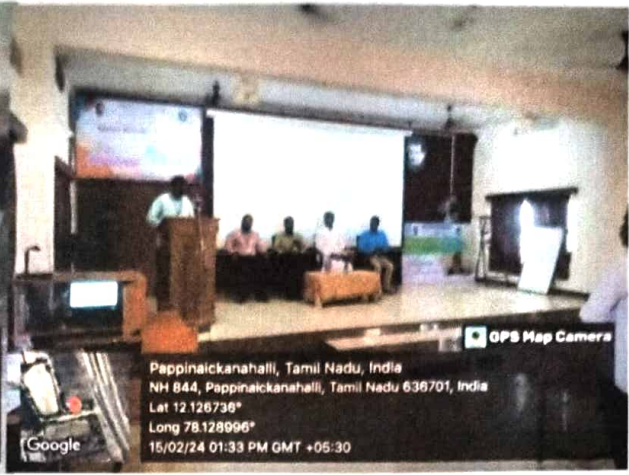 GPS Map Camera
Pappinaickanahalli, Tamil Nadu, India
NH 844, Pappinaickanahalli, Tamil Nadu 636701, India
Lat 12.126736°
Long 78.128996°
15/02/24 01:33 PM GMT +05:30
Google